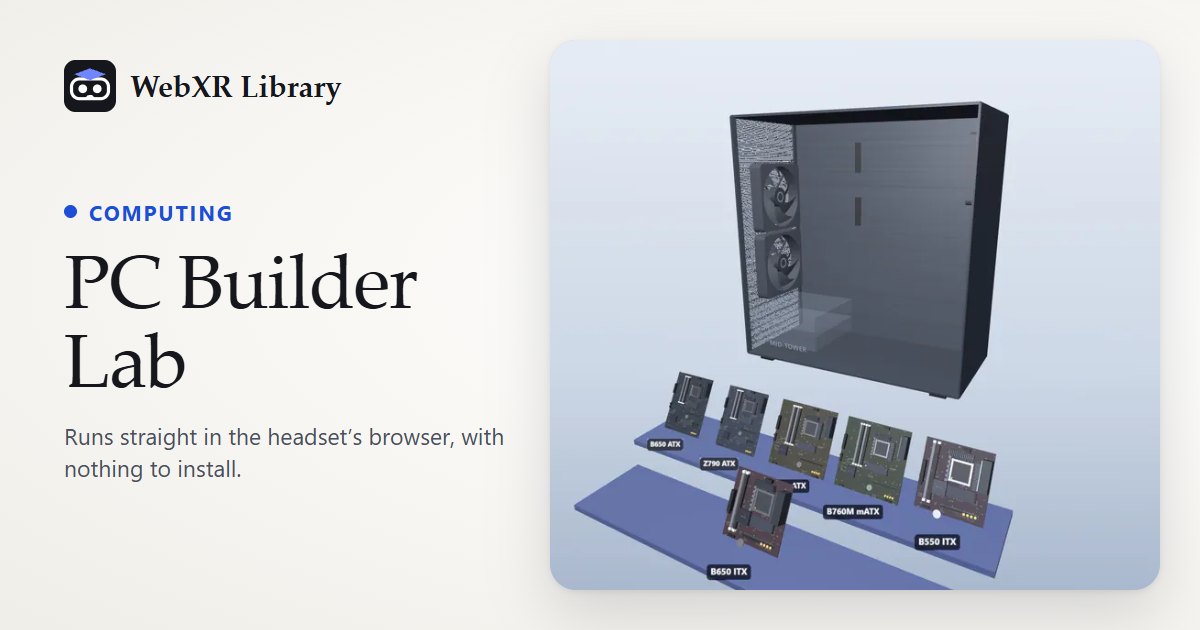 WebXR Library
COMPUTING
PC Builder
Lab
Runs straight in the headset's browser, with
nothing to install.
MID-TOWER
B650 ATX
Z790 ATX
ATX
B760M mATX
B550 ITX
B650 ITX